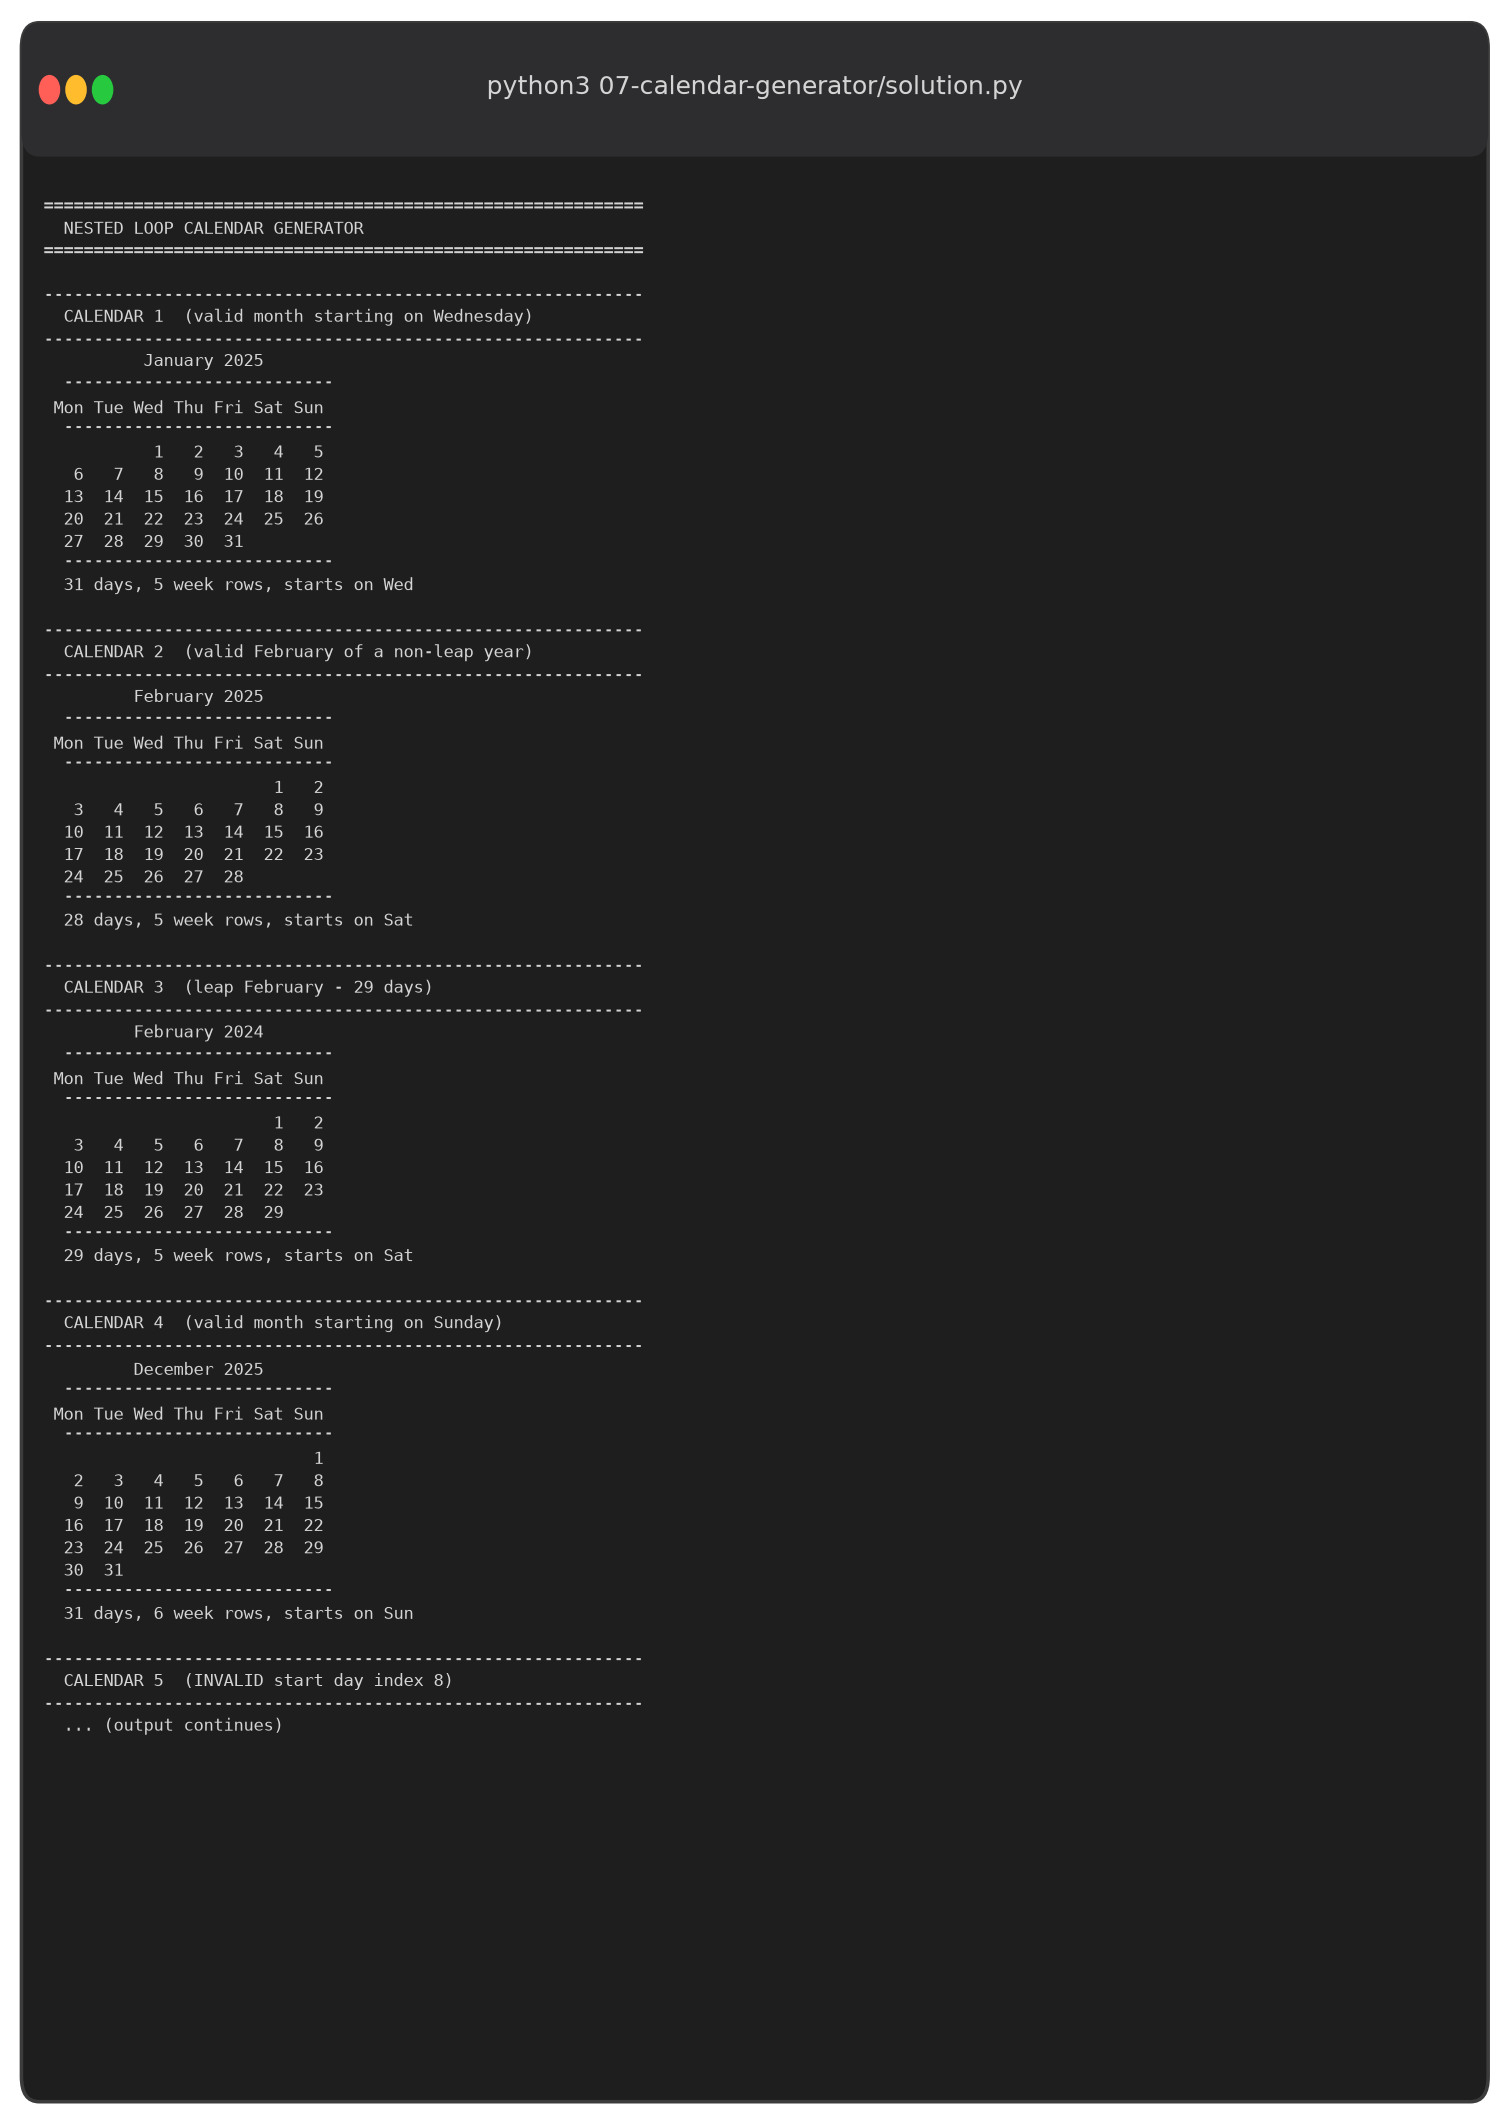 python3 07-calendar-generator/solution.py
============================================================
  NESTED LOOP CALENDAR GENERATOR
============================================================
------------------------------------------------------------
  CALENDAR 1  (valid month starting on Wednesday)
------------------------------------------------------------
          January 2025
  ---------------------------
 Mon Tue Wed Thu Fri Sat Sun
  ---------------------------
           1   2   3   4   5
   6   7   8   9  10  11  12
  13  14  15  16  17  18  19
  20  21  22  23  24  25  26
  27  28  29  30  31
  ---------------------------
  31 days, 5 week rows, starts on Wed
------------------------------------------------------------
  CALENDAR 2  (valid February of a non-leap year)
------------------------------------------------------------
         February 2025
  ---------------------------
 Mon Tue Wed Thu Fri Sat Sun
  ---------------------------
                       1   2
   3   4   5   6   7   8   9
  10  11  12  13  14  15  16
  17  18  19  20  21  22  23
  24  25  26  27  28
  ---------------------------
  28 days, 5 week rows, starts on Sat
------------------------------------------------------------
  CALENDAR 3  (leap February - 29 days)
------------------------------------------------------------
         February 2024
  ---------------------------
 Mon Tue Wed Thu Fri Sat Sun
  ---------------------------
                       1   2
   3   4   5   6   7   8   9
  10  11  12  13  14  15  16
  17  18  19  20  21  22  23
  24  25  26  27  28  29
  ---------------------------
  29 days, 5 week rows, starts on Sat
------------------------------------------------------------
  CALENDAR 4  (valid month starting on Sunday)
------------------------------------------------------------
         December 2025
  ---------------------------
 Mon Tue Wed Thu Fri Sat Sun
  ---------------------------
                           1
   2   3   4   5   6   7   8
   9  10  11  12  13  14  15
  16  17  18  19  20  21  22
  23  24  25  26  27  28  29
  30  31
  ---------------------------
  31 days, 6 week rows, starts on Sun
------------------------------------------------------------
  CALENDAR 5  (INVALID start day index 8)
------------------------------------------------------------
  ... (output continues)